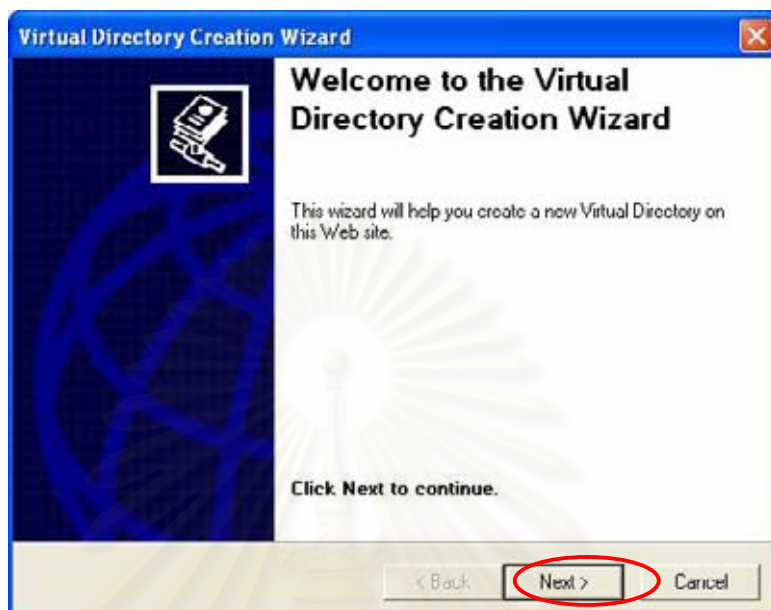 Virtual Directory Creation Wizard
Welcome to the Virtual
Directory Creation Wizard
This wizard will help you create a new Virtual Directory on
this Web site.
Click Next to continue.
< Back
Next >
Cancel